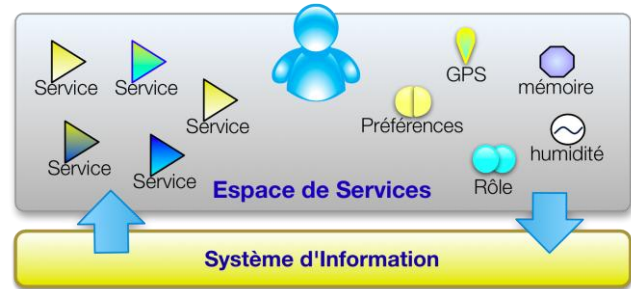 Service
Service
Service
Service
Service
GPS
mémoire
Préférences
humidité
Rôle
Espace de Services
Système d'Information